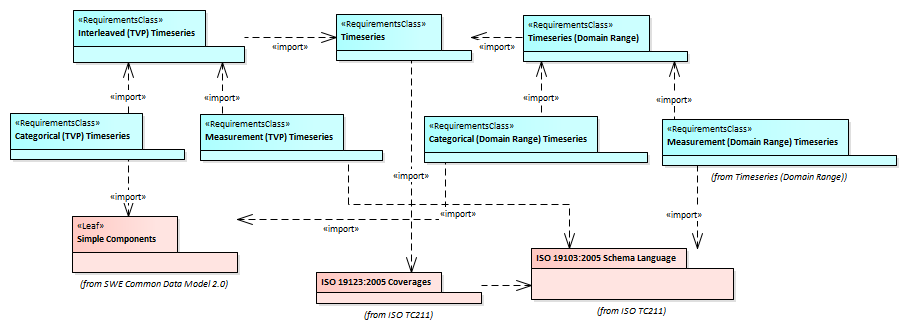 «RequirementsClass»
Interleaved (TVP) Timeseries
«import»
«RequirementsClass»
Timeseries
«import»
«RequirementsClass»
Timeseries (Domain Range)
«import»
«import»
«import»
«import»
«RequirementsClass»
Categorical (TVP) Timeseries
«RequirementsClass»
Measurement (TVP) Timeseries
«RequirementsClass»
Categorical (Domain Range) Timeseries
«RequirementsClass»
Measurement (Domain Range) Timeseries
(from Timeseries (Domain Range))
«import»
«import»
«import»
«import»
«import»
«Leaf»
Simple Components
(from SWE Common Data Model 2.0)
ISO 19123:2005 Coverages
(from ISO TC211)
ISO 19103:2005 Schema Language
(from ISO TC211)